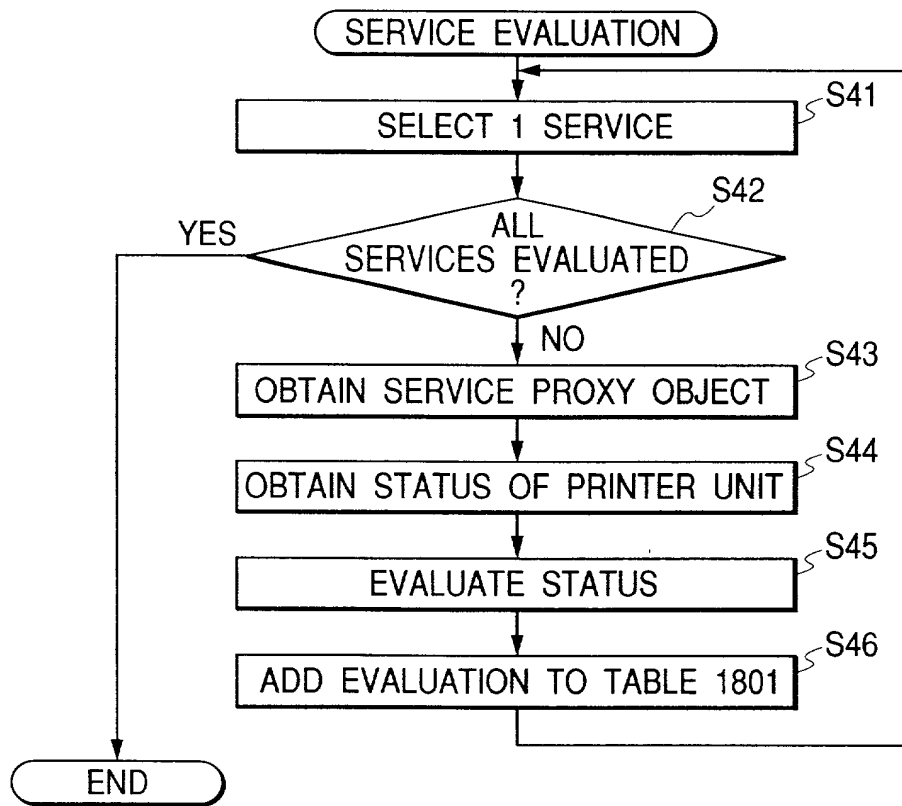 SERVICE EVALUATION
S41
SELECT 1 SERVICE
S42
YES
ALL
SERVICES EVALUATED
?
NO
S43
OBTAIN SERVICE PROXY OBJECT
S44
OBTAIN STATUS OF PRINTER UNIT
S45
EVALUATE STATUS
S46
ADD EVALUATION TO TABLE 1801
END